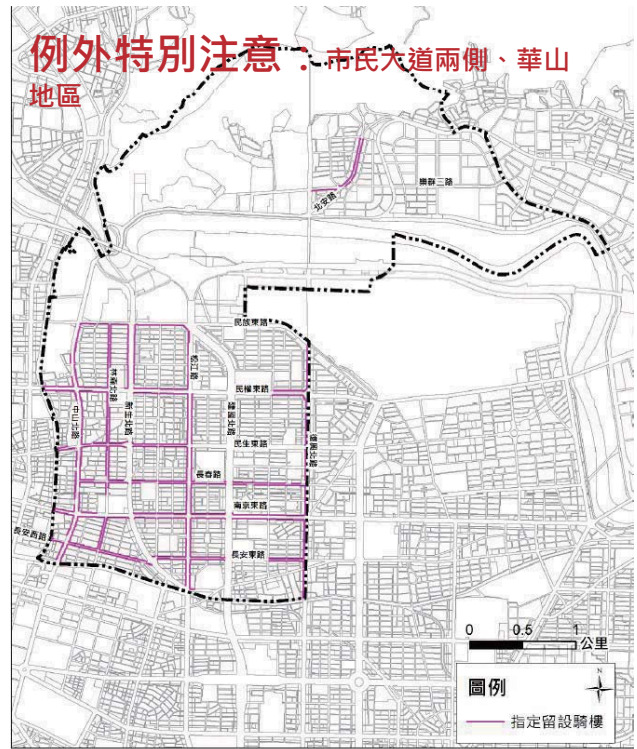 例外特別注意：市民大道兩側、華山
地區
樂群二路
北安路
民族東路
松江路
林森北路
民權東路
中山北路
新生北路
建國北路
復興北路
民生東路
長春路
南京東路
長安西路
長安東路
0 0.5 1
公里
N
圖例
指定留設騎樓